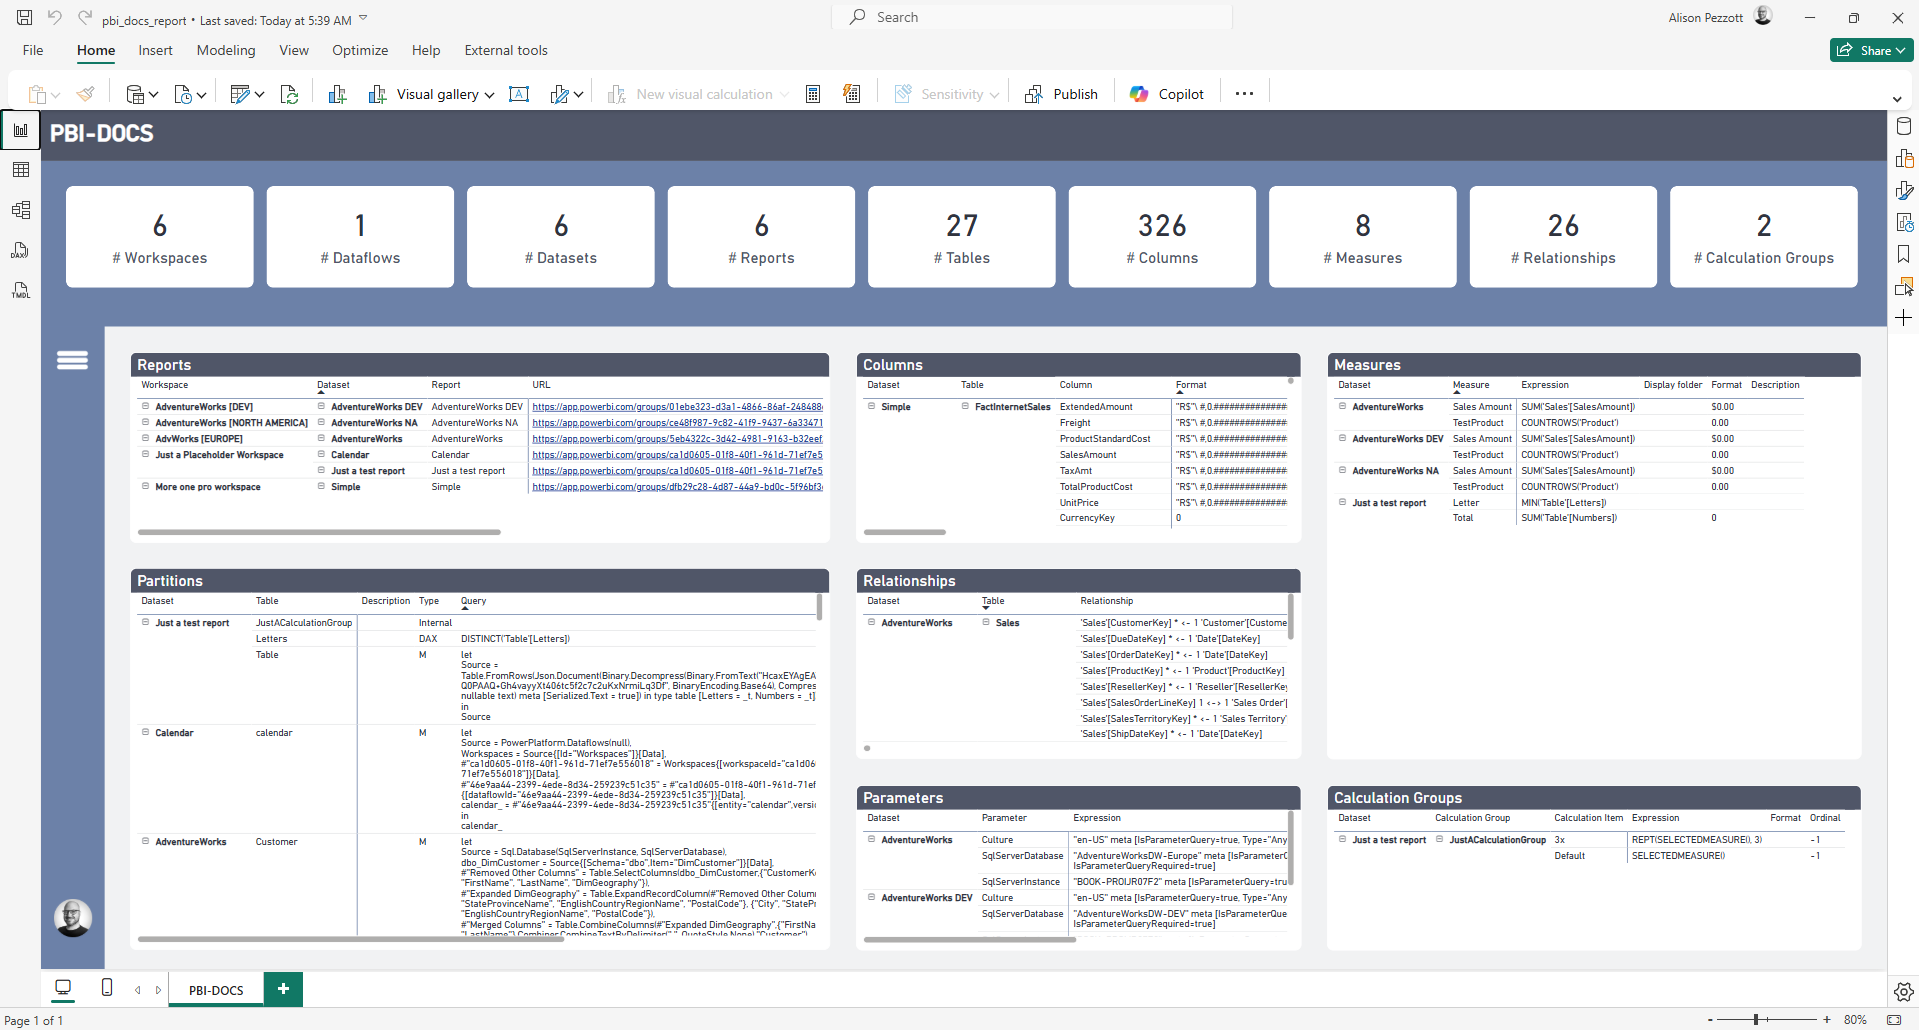 pbi_docs_report • Last saved: Today at 5:39 AM
Search
Alison Pezzott
File Home Insert Modeling View Optimize Help External tools
Share
Visual gallery
New visual calculation
Sensitivity
Publish
Copilot
PBI-DOCS
DAX
TMDL
6
# Workspaces
1
# Dataflows
6
# Datasets
6
# Reports
27
# Tables
326
# Columns
8
# Measures
26
# Relationships
2
# Calculation Groups
Reports
Workspace Dataset Report URL
AdventureWorks [DEV] AdventureWorks DEV AdventureWorks DEV https://app.powerbi.com/groups/01ebe323-d3a1-4866-86af-248488
AdventureWorks [NORTH AMERICA] AdventureWorks NA AdventureWorks NA https://app.powerbi.com/groups/ce48f987-9c82-41f9-9437-6a33471
AdvWorks [EUROPE] AdventureWorks AdventureWorks https://app.powerbi.com/groups/5eb4322c-3d42-4981-9163-b32eef
Just a Placeholder Workspace Calendar Calendar https://app.powerbi.com/groups/ca1d0605-01f8-40f1-961d-71ef7e5
Just a test report Just a test report https://app.powerbi.com/groups/ca1d0605-01f8-40f1-961d-71ef7e5
More one pro workspace Simple Simple https://app.powerbi.com/groups/dfb29c28-4d87-44a9-bd0c-5f96bf3
Columns
Dataset Table Column Format
Simple FactInternetSales ExtendedAmount "R$"\ #,0.###############
Freight "R$"\ #,0.###############
ProductStandardCost "R$"\ #,0.###############
SalesAmount "R$"\ #,0.###############
TaxAmt "R$"\ #,0.###############
TotalProductCost "R$"\ #,0.###############
UnitPrice "R$"\ #,0.###############
CurrencyKey 0
Measures
Dataset Measure Expression Display folder Format Description
AdventureWorks Sales Amount SUM('Sales'[SalesAmount]) $0.00
TestProduct COUNTROWS('Product') 0.00
AdventureWorks DEV Sales Amount SUM('Sales'[SalesAmount]) $0.00
TestProduct COUNTROWS('Product') 0.00
AdventureWorks NA Sales Amount SUM('Sales'[SalesAmount]) $0.00
TestProduct COUNTROWS('Product') 0.00
Just a test report Letter MIN('Table'[Letters])
Total SUM('Table'[Numbers]) 0
Partitions
Dataset Table Description Type Query
Just a test report JustACalculationGroup Internal
Letters DAX DISTINCT('Table'[Letters])
Table M let
Source =
Table.FromRows(Json.Document(Binary.Decompress(Binary.FromText("HcaxEYAgEA
Q0PAAQ+Gh4vayyXt406tc5f2c7c2uKxNrmiLq3Df", BinaryEncoding.Base64), Compres
nullable text) meta [Serialized.Text = true]) in type table [Letters = _t, Numbers = _t]
in
Source
Calendar calendar M let
Source = PowerPlatform.Dataflows(null),
Workspaces = Source{[Id="Workspaces"]}[Data],
#"ca1d0605-01f8-40f1-961d-71ef7e556018" = Workspaces{[workspaceId="ca1d06
71ef7e556018"]}[Data],
#"46e9aa44-2399-4ede-8d34-259239c51c35" = #"ca1d0605-01f8-40f1-961d-71ef
{[dataflowId="46e9aa44-2399-4ede-8d34-259239c51c35"]}[Data],
calendar_ = #"46e9aa44-2399-4ede-8d34-259239c51c35"{[entity="calendar",versi
in
calendar_
AdventureWorks Customer M let
Source = Sql.Database(SqlServerInstance, SqlServerDatabase),
dbo_DimCustomer = Source{[Schema="dbo",Item="DimCustomer"]}[Data],
#"Removed Other Columns" = Table.SelectColumns(dbo_DimCustomer,{"CustomerK
"FirstName", "LastName", "DimGeography"}),
#"Expanded DimGeography" = Table.ExpandRecordColumn(#"Removed Other Colum
"StateProvinceName", "EnglishCountryRegionName", "PostalCode"}, {"City", "StateP
"EnglishCountryRegionName", "PostalCode"}),
#"Merged Columns" = Table.CombineColumns(#"Expanded DimGeography",{"FirstNa
"LastName"},Combiner.CombineTextByDelimiter(" ", QuoteStyle.None),"Customer")
Relationships
Dataset Table Relationship
AdventureWorks Sales 'Sales'[CustomerKey] * <- 1 'Customer'[Custome
'Sales'[DueDateKey] * <- 1 'Date'[DateKey]
'Sales'[OrderDateKey] * <- 1 'Date'[DateKey]
'Sales'[ProductKey] * <- 1 'Product'[ProductKey]
'Sales'[ResellerKey] * <- 1 'Reseller'[ResellerKey
'Sales'[SalesOrderLineKey] 1 <-> 1 'Sales Order'[
'Sales'[SalesTerritoryKey] * <- 1 'Sales Territory'
'Sales'[ShipDateKey] * <- 1 'Date'[DateKey]
Parameters
Dataset Parameter Expression
AdventureWorks Culture "en-US" meta [IsParameterQuery=true, Type="Any
SqlServerDatabase "AdventureWorksDW-Europe" meta [IsParameterQ
IsParameterQueryRequired=true]
SqlServerInstance "BOOK-PROIJR07F2" meta [IsParameterQuery=tru
AdventureWorks DEV Culture "en-US" meta [IsParameterQuery=true, Type="Any
SqlServerDatabase "AdventureWorksDW-DEV" meta [IsParameterQue
IsParameterQueryRequired=true]
Calculation Groups
Dataset Calculation Group Calculation Item Expression Format Ordinal
Just a test report JustACalculationGroup 3x REPT(SELECTEDMEASURE(), 3) -1
Default SELECTEDMEASURE() -1
PBI-DOCS
Page 1 of 1
80%